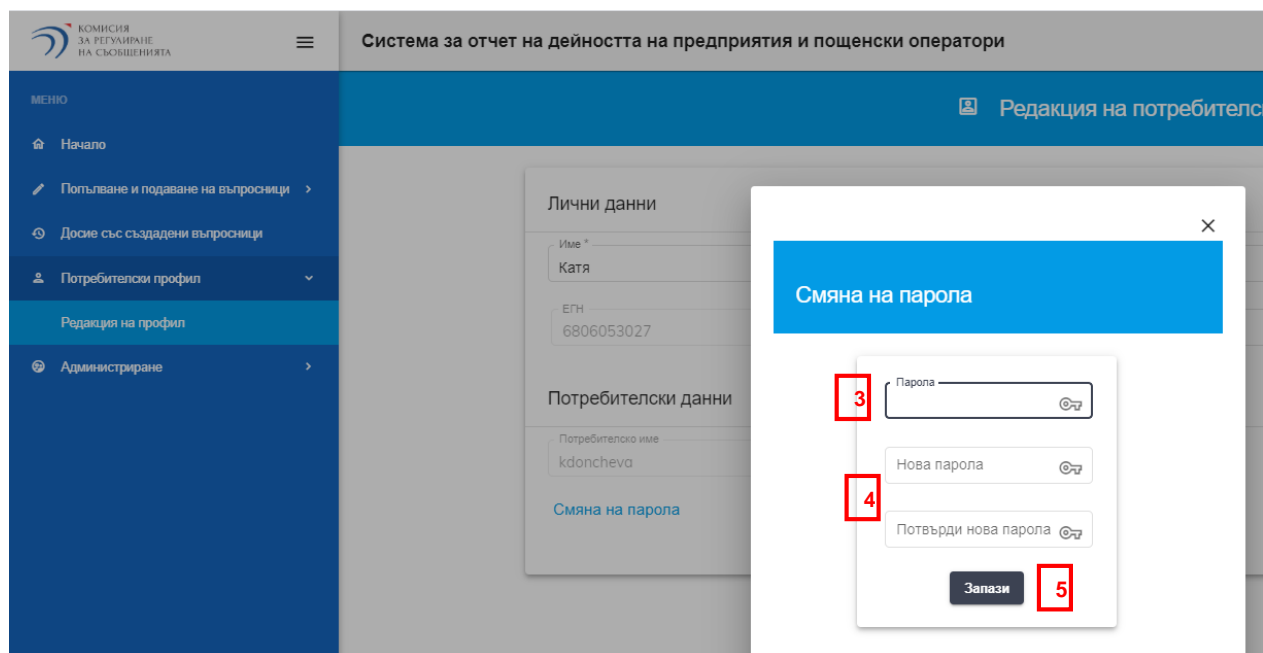 КОМИСИЯ
ЗА РЕГУЛИРАНЕ
НА СЪОБЩЕНИЯТА
Система за отчет на дейността на предприятия и пощенски оператори
МЕНЮ
Начало
Попълване и подаване на въпросници
Досие със създадени въпросници
Потребителски профил
Редакция на профил
Администриране
Редакция на потребителс
Лични данни
Име *
Катя
ЕГН
6806053027
Потребителски данни
Потребителско име
kdoncheva
Смяна на парола
Смяна на парола
3
Парола
Нова парола
4
Потвърди нова парола
Запази
5